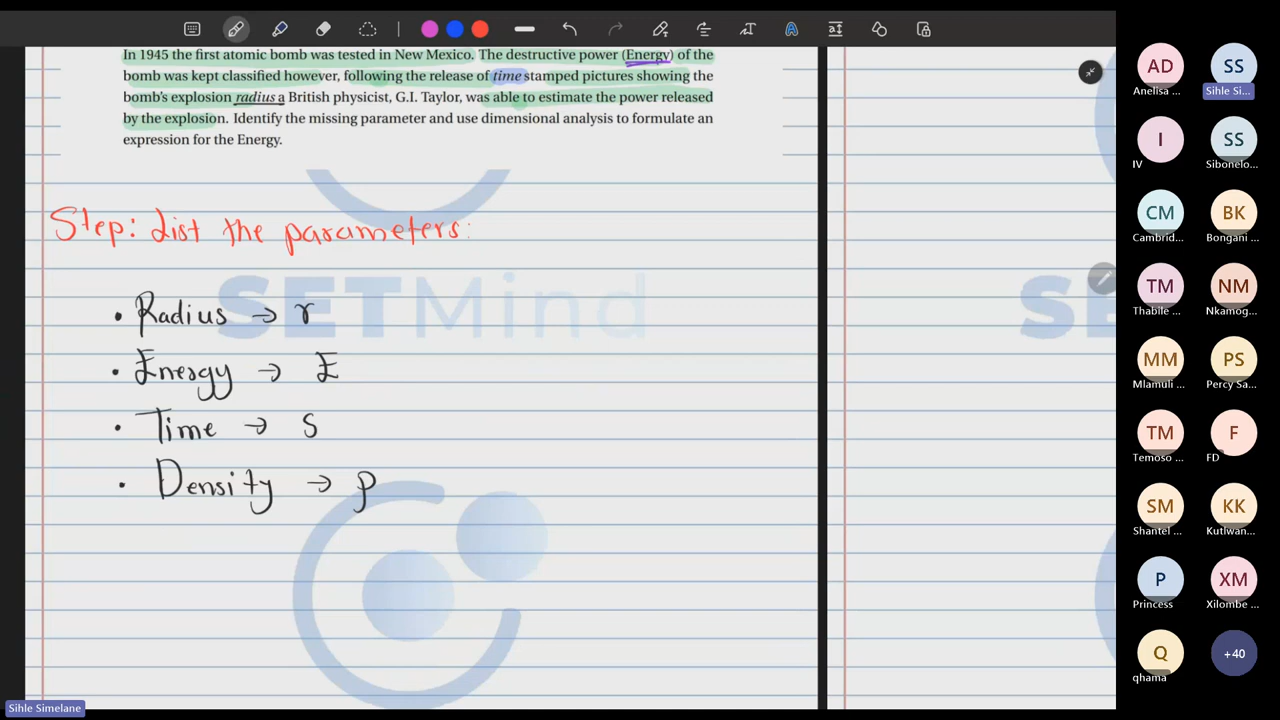 In 1945 the first atomic bomb was tested in New Mexico. The destructive power (Energy) of the
bomb was kept classified however, following the release of time stamped pictures showing the
bomb's explosion radius a British physicist, G.I. Taylor, was able to estimate the power released
by the explosion. Identify the missing parameter and use dimensional analysis to formulate an
expression for the Energy.
Step: List the parameters:
SETMind
SE
• Radius → r
• Energy → E
• Time → S
• Density → ρ
AD
Anelisa ...
SS
Sihle Si...
I
IV
SS
Sibonelo...
CM
Cambrid...
BK
Bongani ...
TM
Thabile ...
NM
Nkamog...
MM
Mlamuli ...
PS
Percy Sa...
TM
Temoso ...
F
FD
SM
Shantel ...
KK
Kutlwan...
P
Princess
XM
Xilombe ...
Q
qhama
+40
Sihle Simelane